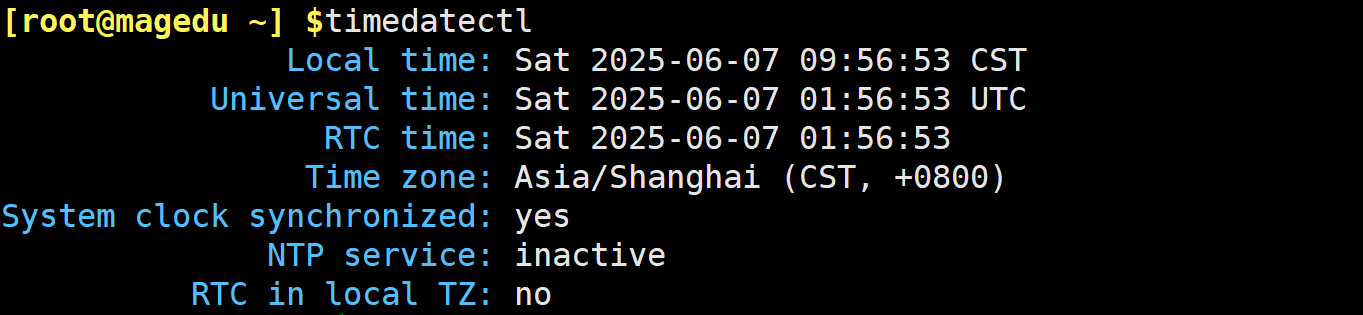 [root@magedu ~] $timedatectl
Local time: Sat 2025-06-07 09:56:53 CST
Universal time: Sat 2025-06-07 01:56:53 UTC
RTC time: Sat 2025-06-07 01:56:53
Time zone: Asia/Shanghai (CST, +0800)
System clock synchronized: yes
NTP service: inactive
RTC in local TZ: no